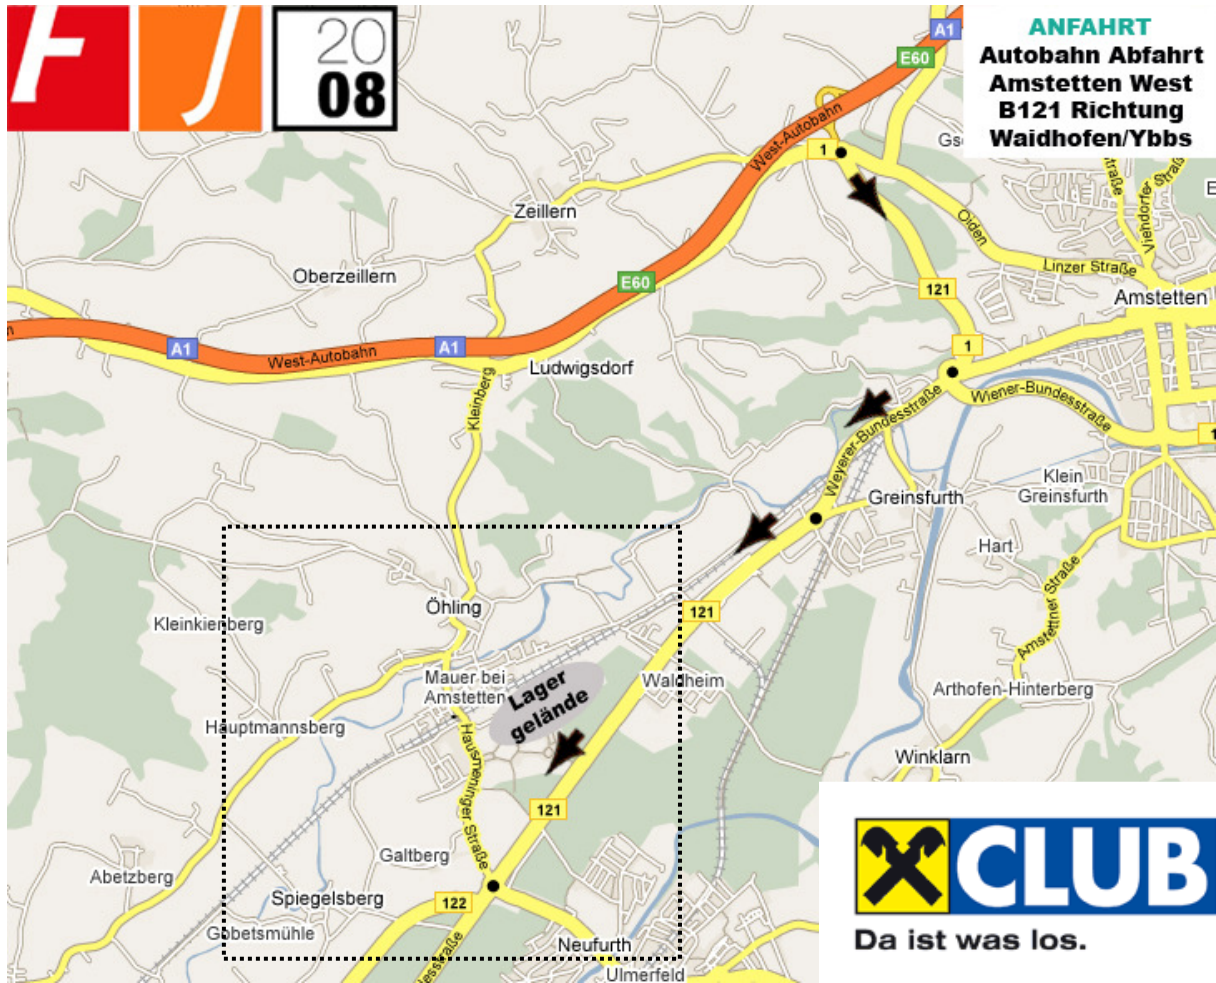 F
J
20
08
ANFAHRT
Autobahn Abfahrt
Amstetten West
B121 Richtung
Waidhofen/Ybbs
A1
E60
West-Autobahn
1
Zeillern
Oiden
Viehdorfer
Linzer Straße
Oberzeillern
E60
121
Amstetten
A1
West-Autobahn
A1
1
Ludwigsdorf
Kleinberg
Weyerer-Bundesstraße
Wiener-Bundesstraße
1
Greinsfurth
Klein
Greinsfurth
Hart
Amstettner Straße
Öhling
121
Kleinkienberg
Mauer bei
Amstetten
Lager
gelände
Waldheim
Arthofen-Hinterberg
Hauptmannsberg
Hausmeninger Straße
Winklarn
121
Galtberg
Abetzberg
Spiegelsberg
122
Gobetsmühle
Neufurth
Ulmerfeld
CLUB
Da ist was los.